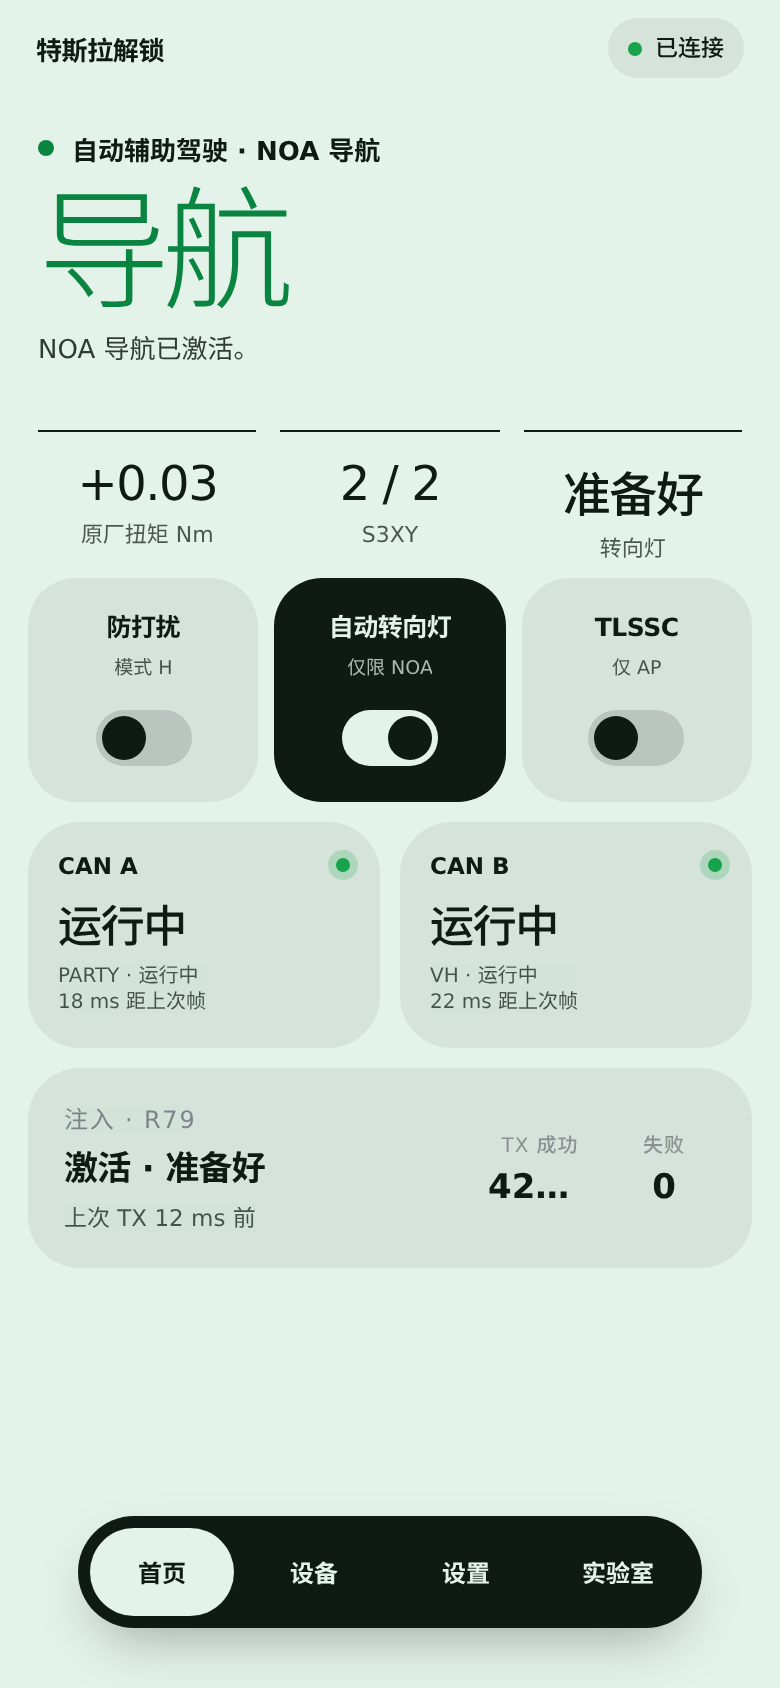 特斯拉解锁
已连接
自动辅助驾驶 · NOA 导航
导航
NOA 导航已激活。
+0.03
原厂扭矩 Nm
2 / 2
S3XY
准备好
转向灯
防打扰
模式 H
自动转向灯
仅限 NOA
TLSSC
仅 AP
CAN A
运行中
PARTY · 运行中
18 ms 距上次帧
CAN B
运行中
VH · 运行中
22 ms 距上次帧
注入 · R79
激活 · 准备好
上次 TX 12 ms 前
TX 成功
42…
失败
0
首页
设备
设置
实验室